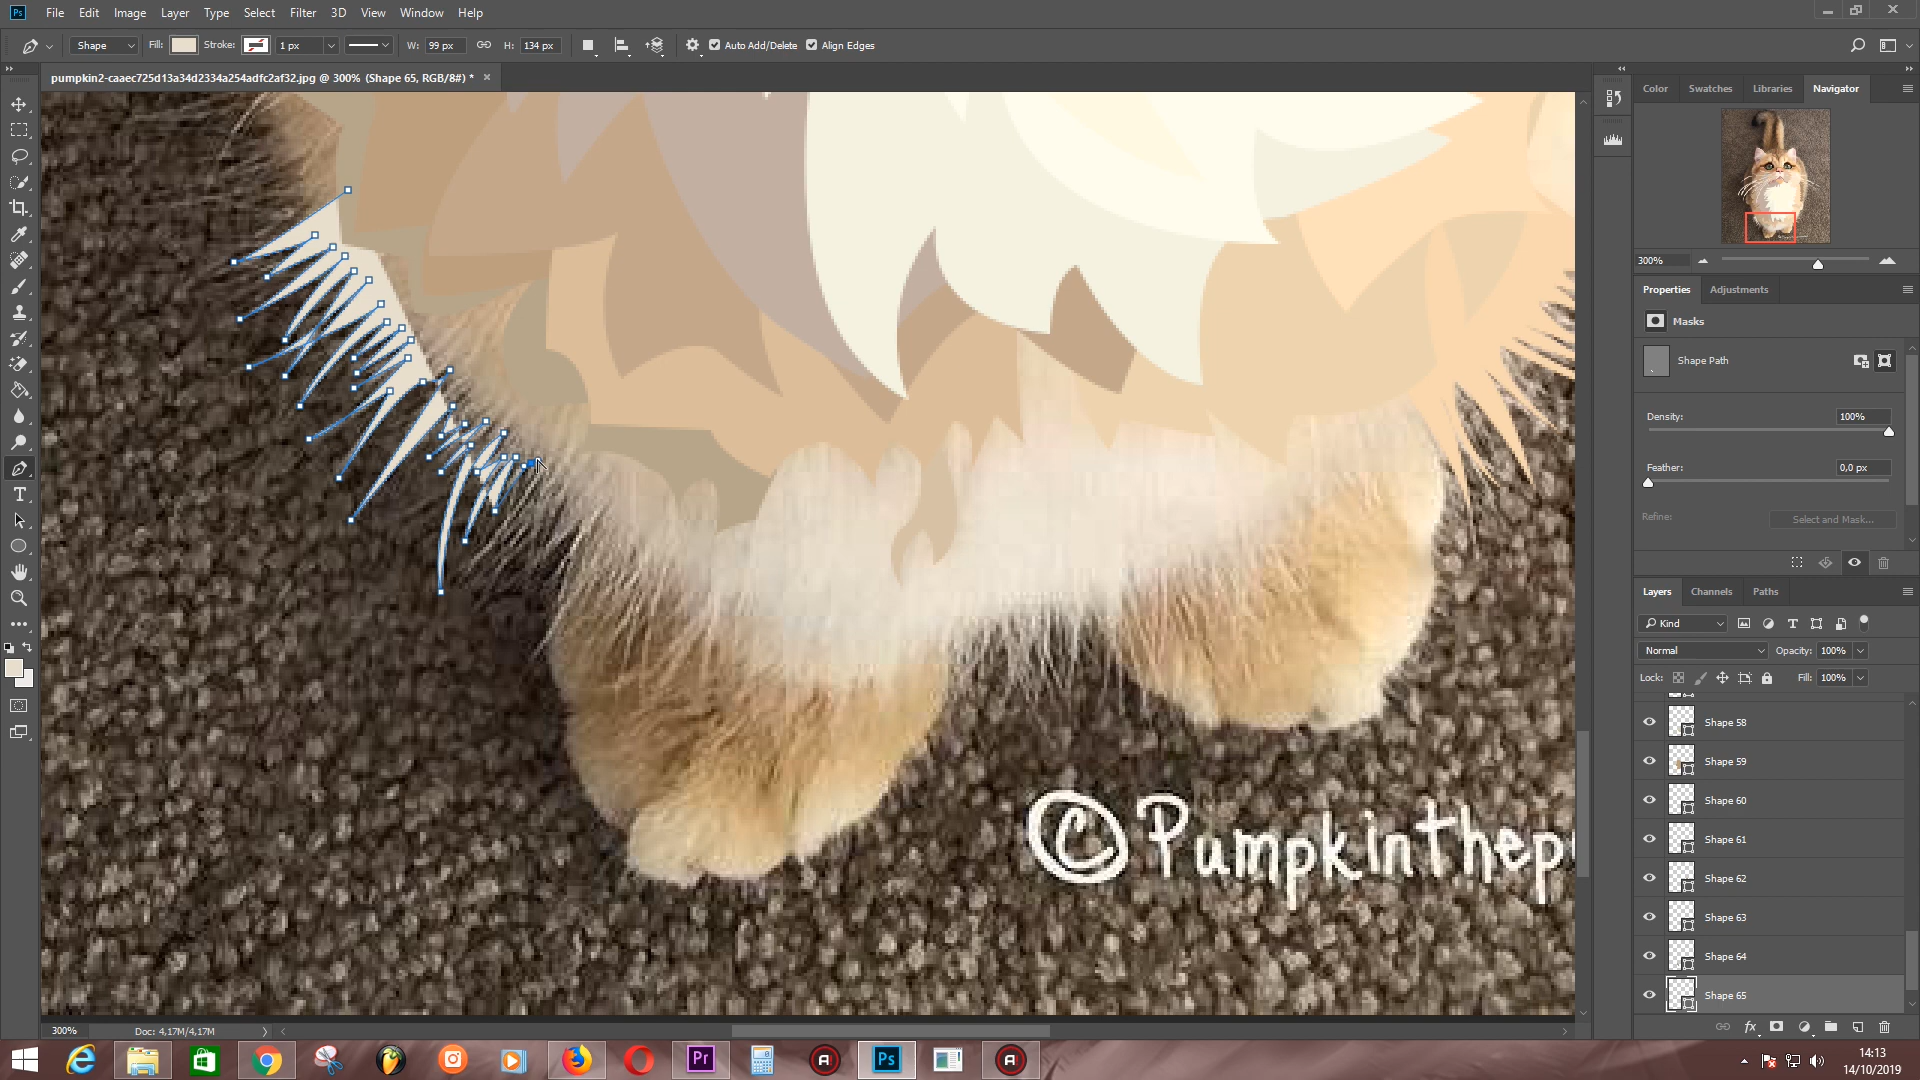 Ps File Edit Image Layer Type Select Filter 3D View Window Help
Shape Fill: Stroke: 1 px W: 99 px H: 134 px Auto Add/Delete Align Edges
pumpkin2-caaec725d13a34d2334a254adfc2af32.jpg @ 300% (Shape 65, RGB/8#) * ×
Color Swatches Libraries Navigator
300%
Properties Adjustments
Masks
Shape Path
Density: 100%
Feather: 0,0 px
Refine: Select and Mask...
Layers Channels Paths
Kind
Normal Opacity: 100%
Lock: Fill: 100%
Shape 58
Shape 59
Shape 60
Shape 61
Shape 62
Shape 63
Shape 64
Shape 65
fx
© Pumpkinthep
300% Doc: 4,17M/4,17M
Pr Ps
14:13
14/10/2019